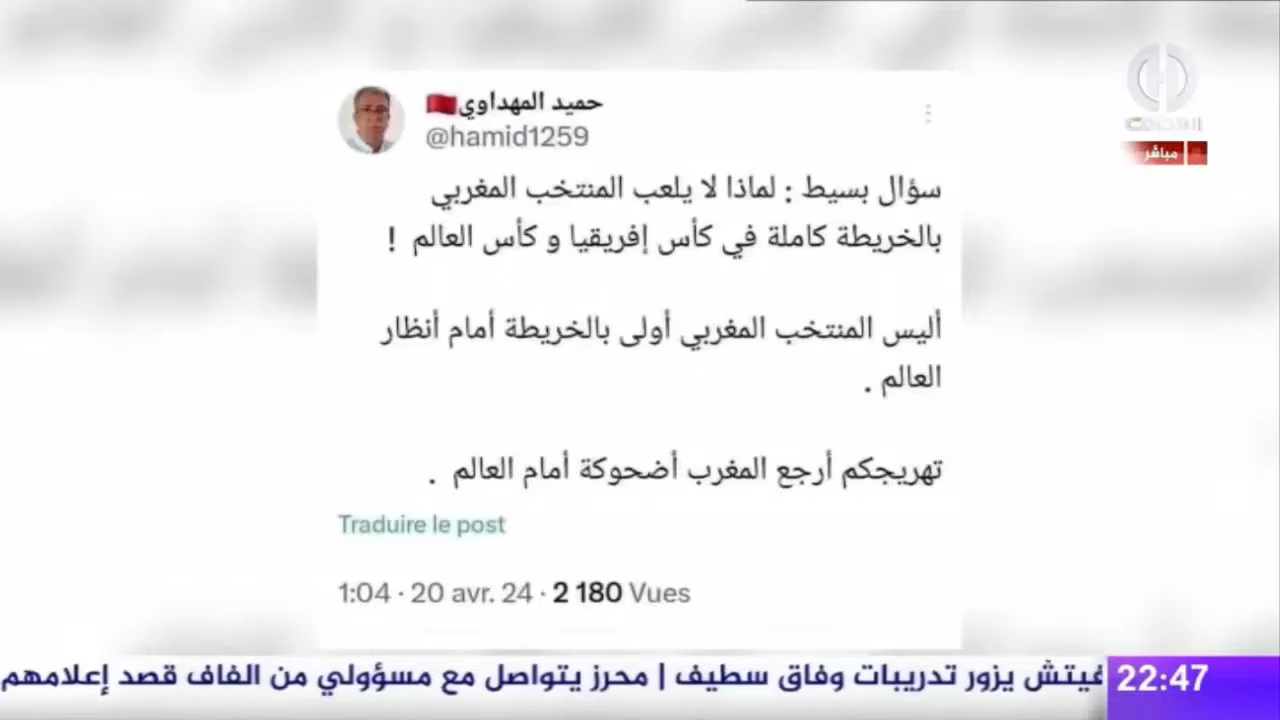 حميد المهداوي
@hamid1259
مباشر
سؤال بسيط : لماذا لا يلعب المنتخب المغربي
بالخريطة كاملة في كأس إفريقيا و كأس العالم !
أليس المنتخب المغربي أولى بالخريطة أمام أنظار
العالم .
تهريجكم أرجع المغرب أضحوكة أمام العالم .
Traduire le post
1:04 · 20 avr. 24 · 2 180 Vues
فيتش يزور تدريبات وفاق سطيف | محرز يتواصل مع مسؤولي من الفاف قصد إعلامهم
22:47